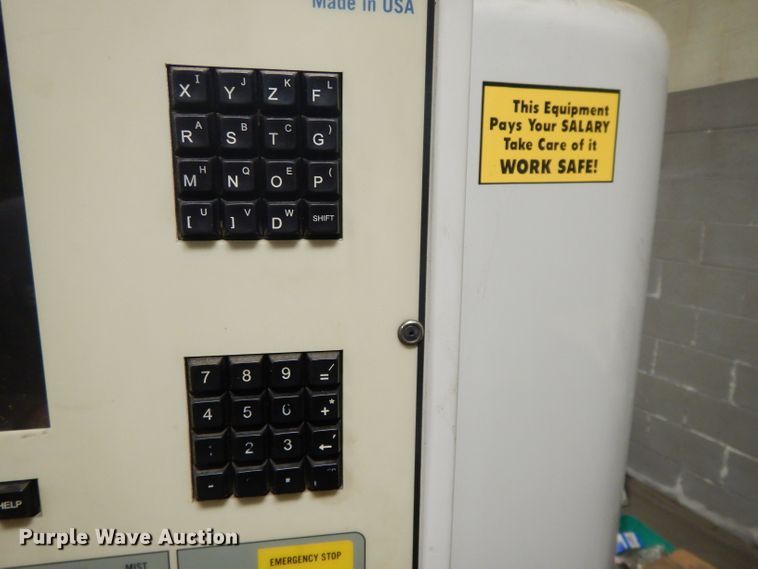 Made in USA
X I Y J Z K F L
R A S B T C G )
M H N Q O E P (
[ U ] V D W SHIFT
This Equipment
Pays Your SALARY
Take Care of it
WORK SAFE!
7 8 9 =
4 5 6 + *
2 3 ←
HELP
Purple Wave Auction
MIST
EMERGENCY STOP